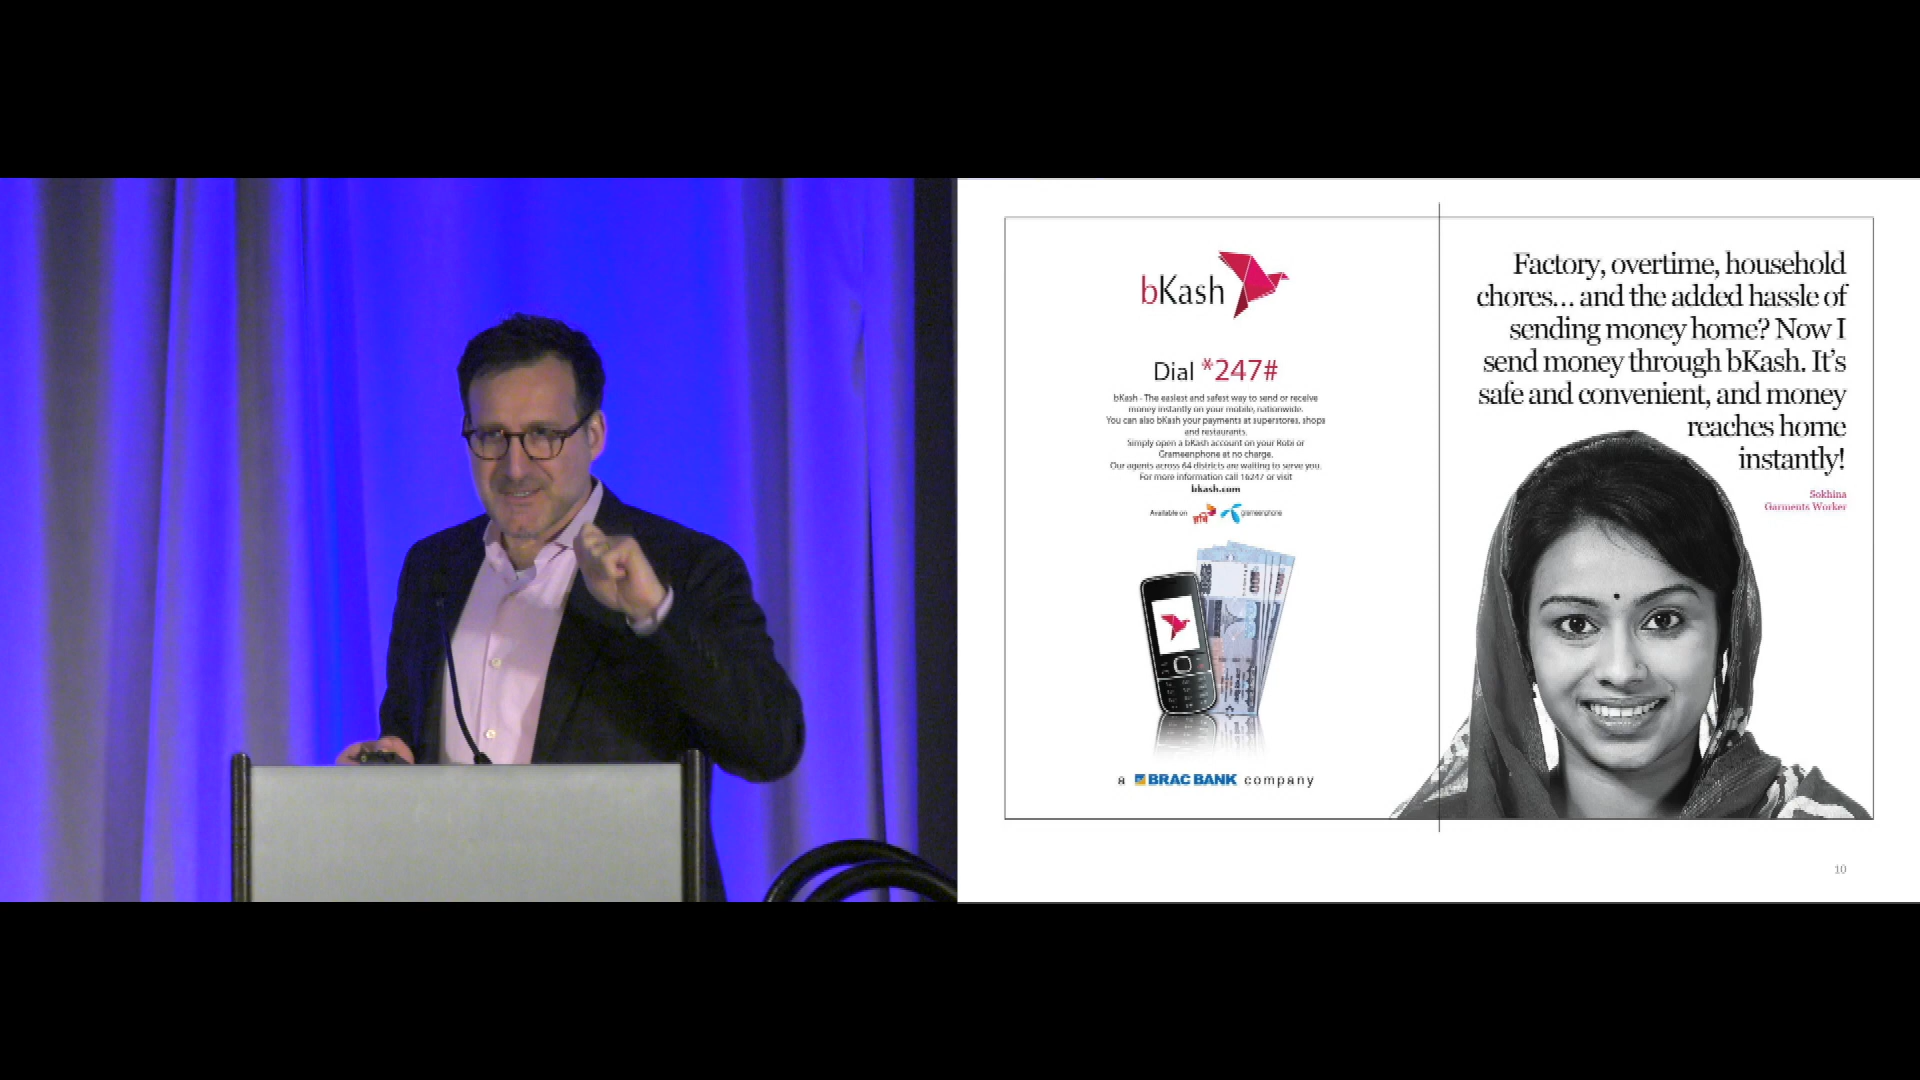 bKash
Dial *247#
bKash - The easiest and safest way to send or receive
money instantly on your mobile, nationwide.
You can also bKash your payments at superstores, shops
and restaurants.
Simply open a bKash account on your Robi or
Grameenphone at no charge.
Our agents across 64 districts are waiting to serve you.
For more information call 16247 or visit
bkash.com
Available on রবি grameenphone
a BRAC BANK company
Factory, overtime, household
chores... and the added hassle of
sending money home? Now I
send money through bKash. It's
safe and convenient, and money
reaches home
instantly!
Sokhina
Garments Worker
10